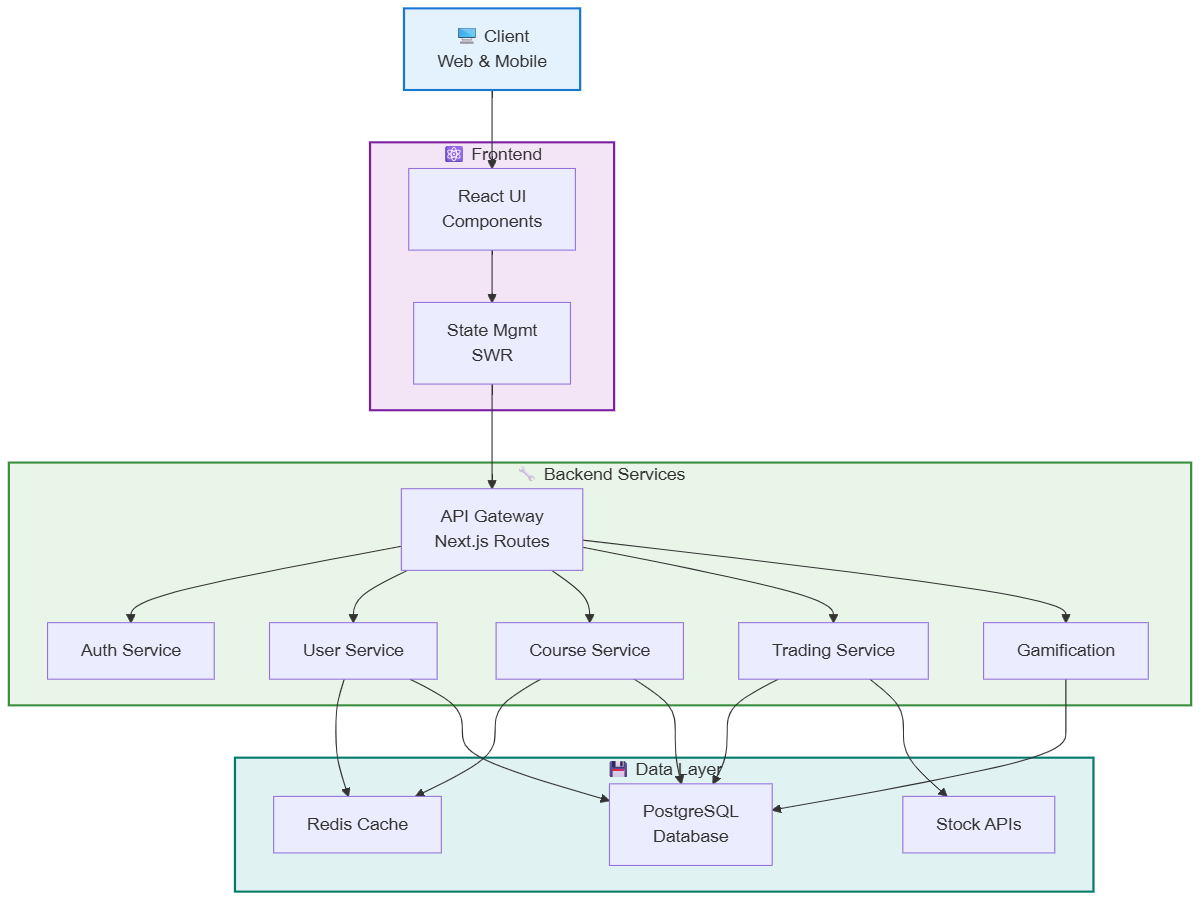 Client
Web & Mobile
Frontend
React UI
Components
State Mgmt
SWR
Backend Services
API Gateway
Next.js Routes
Auth Service
User Service
Course Service
Trading Service
Gamification
Data Layer
Redis Cache
PostgreSQL
Database
Stock APIs